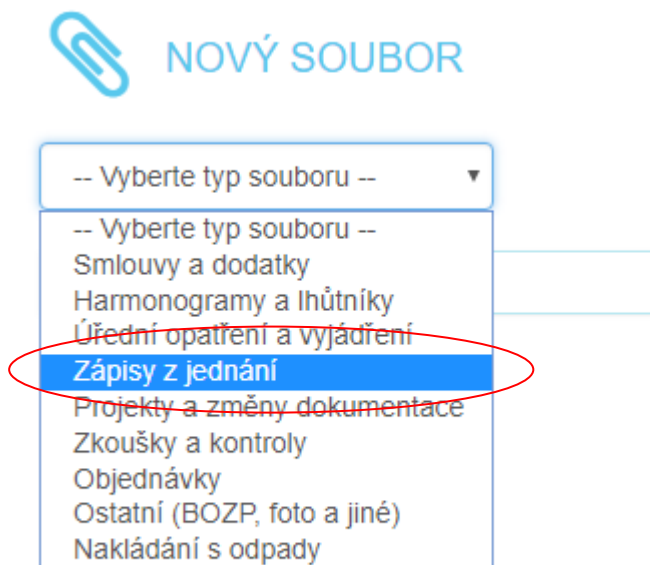 NOVÝ SOUBOR
-- Vyberte typ souboru --
-- Vyberte typ souboru --
Smlouvy a dodatky
Harmonogramy a lhůtníky
Úřední opatření a vyjádření
Zápisy z jednání
Projekty a změny dokumentace
Zkoušky a kontroly
Objednávky
Ostatní (BOZP, foto a jiné)
Nakládání s odpady